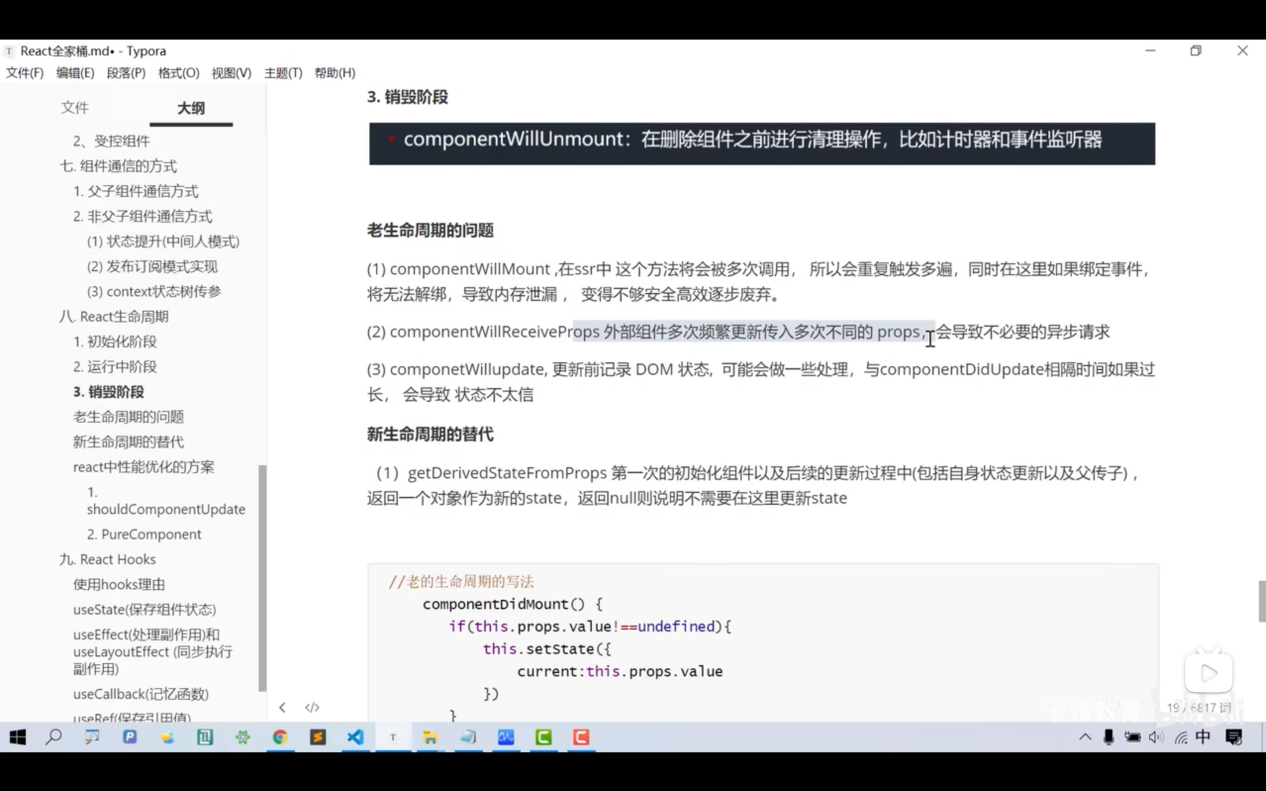 React全家桶.md• - Typora
文件(F) 编辑(E) 段落(P) 格式(O) 视图(V) 主题(T) 帮助(H)
文件 大纲
2、受控组件
七. 组件通信的方式
1. 父子组件通信方式
2. 非父子组件通信方式
(1) 状态提升(中间人模式)
(2) 发布订阅模式实现
(3) context状态树传参
八. React生命周期
1. 初始化阶段
2. 运行中阶段
3. 销毁阶段
老生命周期的问题
新生命周期的替代
react中性能优化的方案
1.
shouldComponentUpdate
2. PureComponent
九. React Hooks
使用hooks理由
useState(保存组件状态)
useEffect(处理副作用)和
useLayoutEffect (同步执行
副作用)
useCallback(记忆函数)
useRef(保存引用值)
3. 销毁阶段
• componentWillUnmount：在删除组件之前进行清理操作，比如计时器和事件监听器
老生命周期的问题
(1) componentWillMount ,在ssr中 这个方法将会被多次调用， 所以会重复触发多遍，同时在这里如果绑定事件，
将无法解绑，导致内存泄漏 ， 变得不够安全高效逐步废弃。
(2) componentWillReceiveProps 外部组件多次频繁更新传入多次不同的 props，会导致不必要的异步请求
(3) componetWillupdate, 更新前记录 DOM 状态, 可能会做一些处理，与componentDidUpdate相隔时间如果过
长， 会导致 状态不太信
新生命周期的替代
（1）getDerivedStateFromProps 第一次的初始化组件以及后续的更新过程中(包括自身状态更新以及父传子) ，
返回一个对象作为新的state，返回null则说明不需要在这里更新state
//老的生命周期的写法
componentDidMount() {
if(this.props.value!==undefined){
this.setState({
current:this.props.value
})
}
19 / 6817 词
中